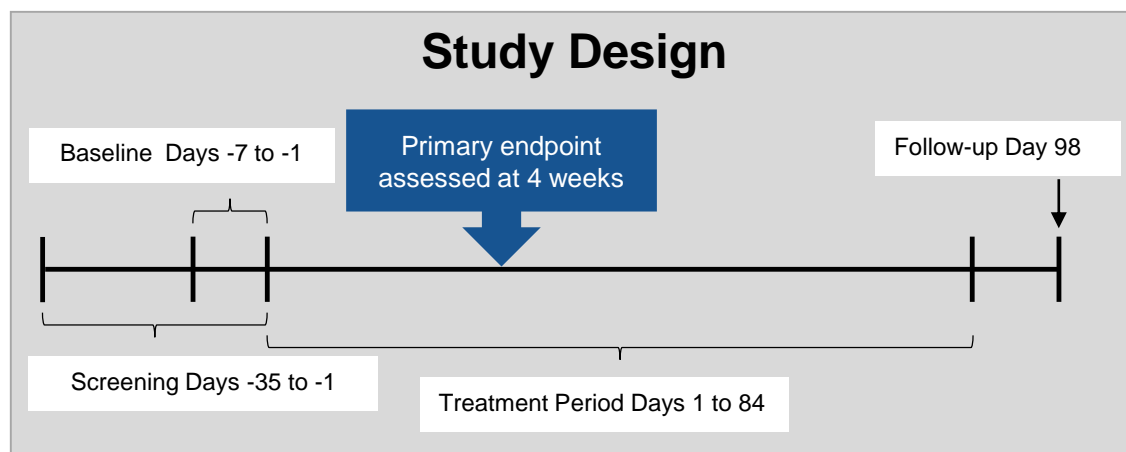 Study Design
Baseline  Days -7 to -1
Primary endpoint
assessed at 4 weeks
Follow-up Day 98
Screening Days -35 to -1
Treatment Period Days 1 to 84